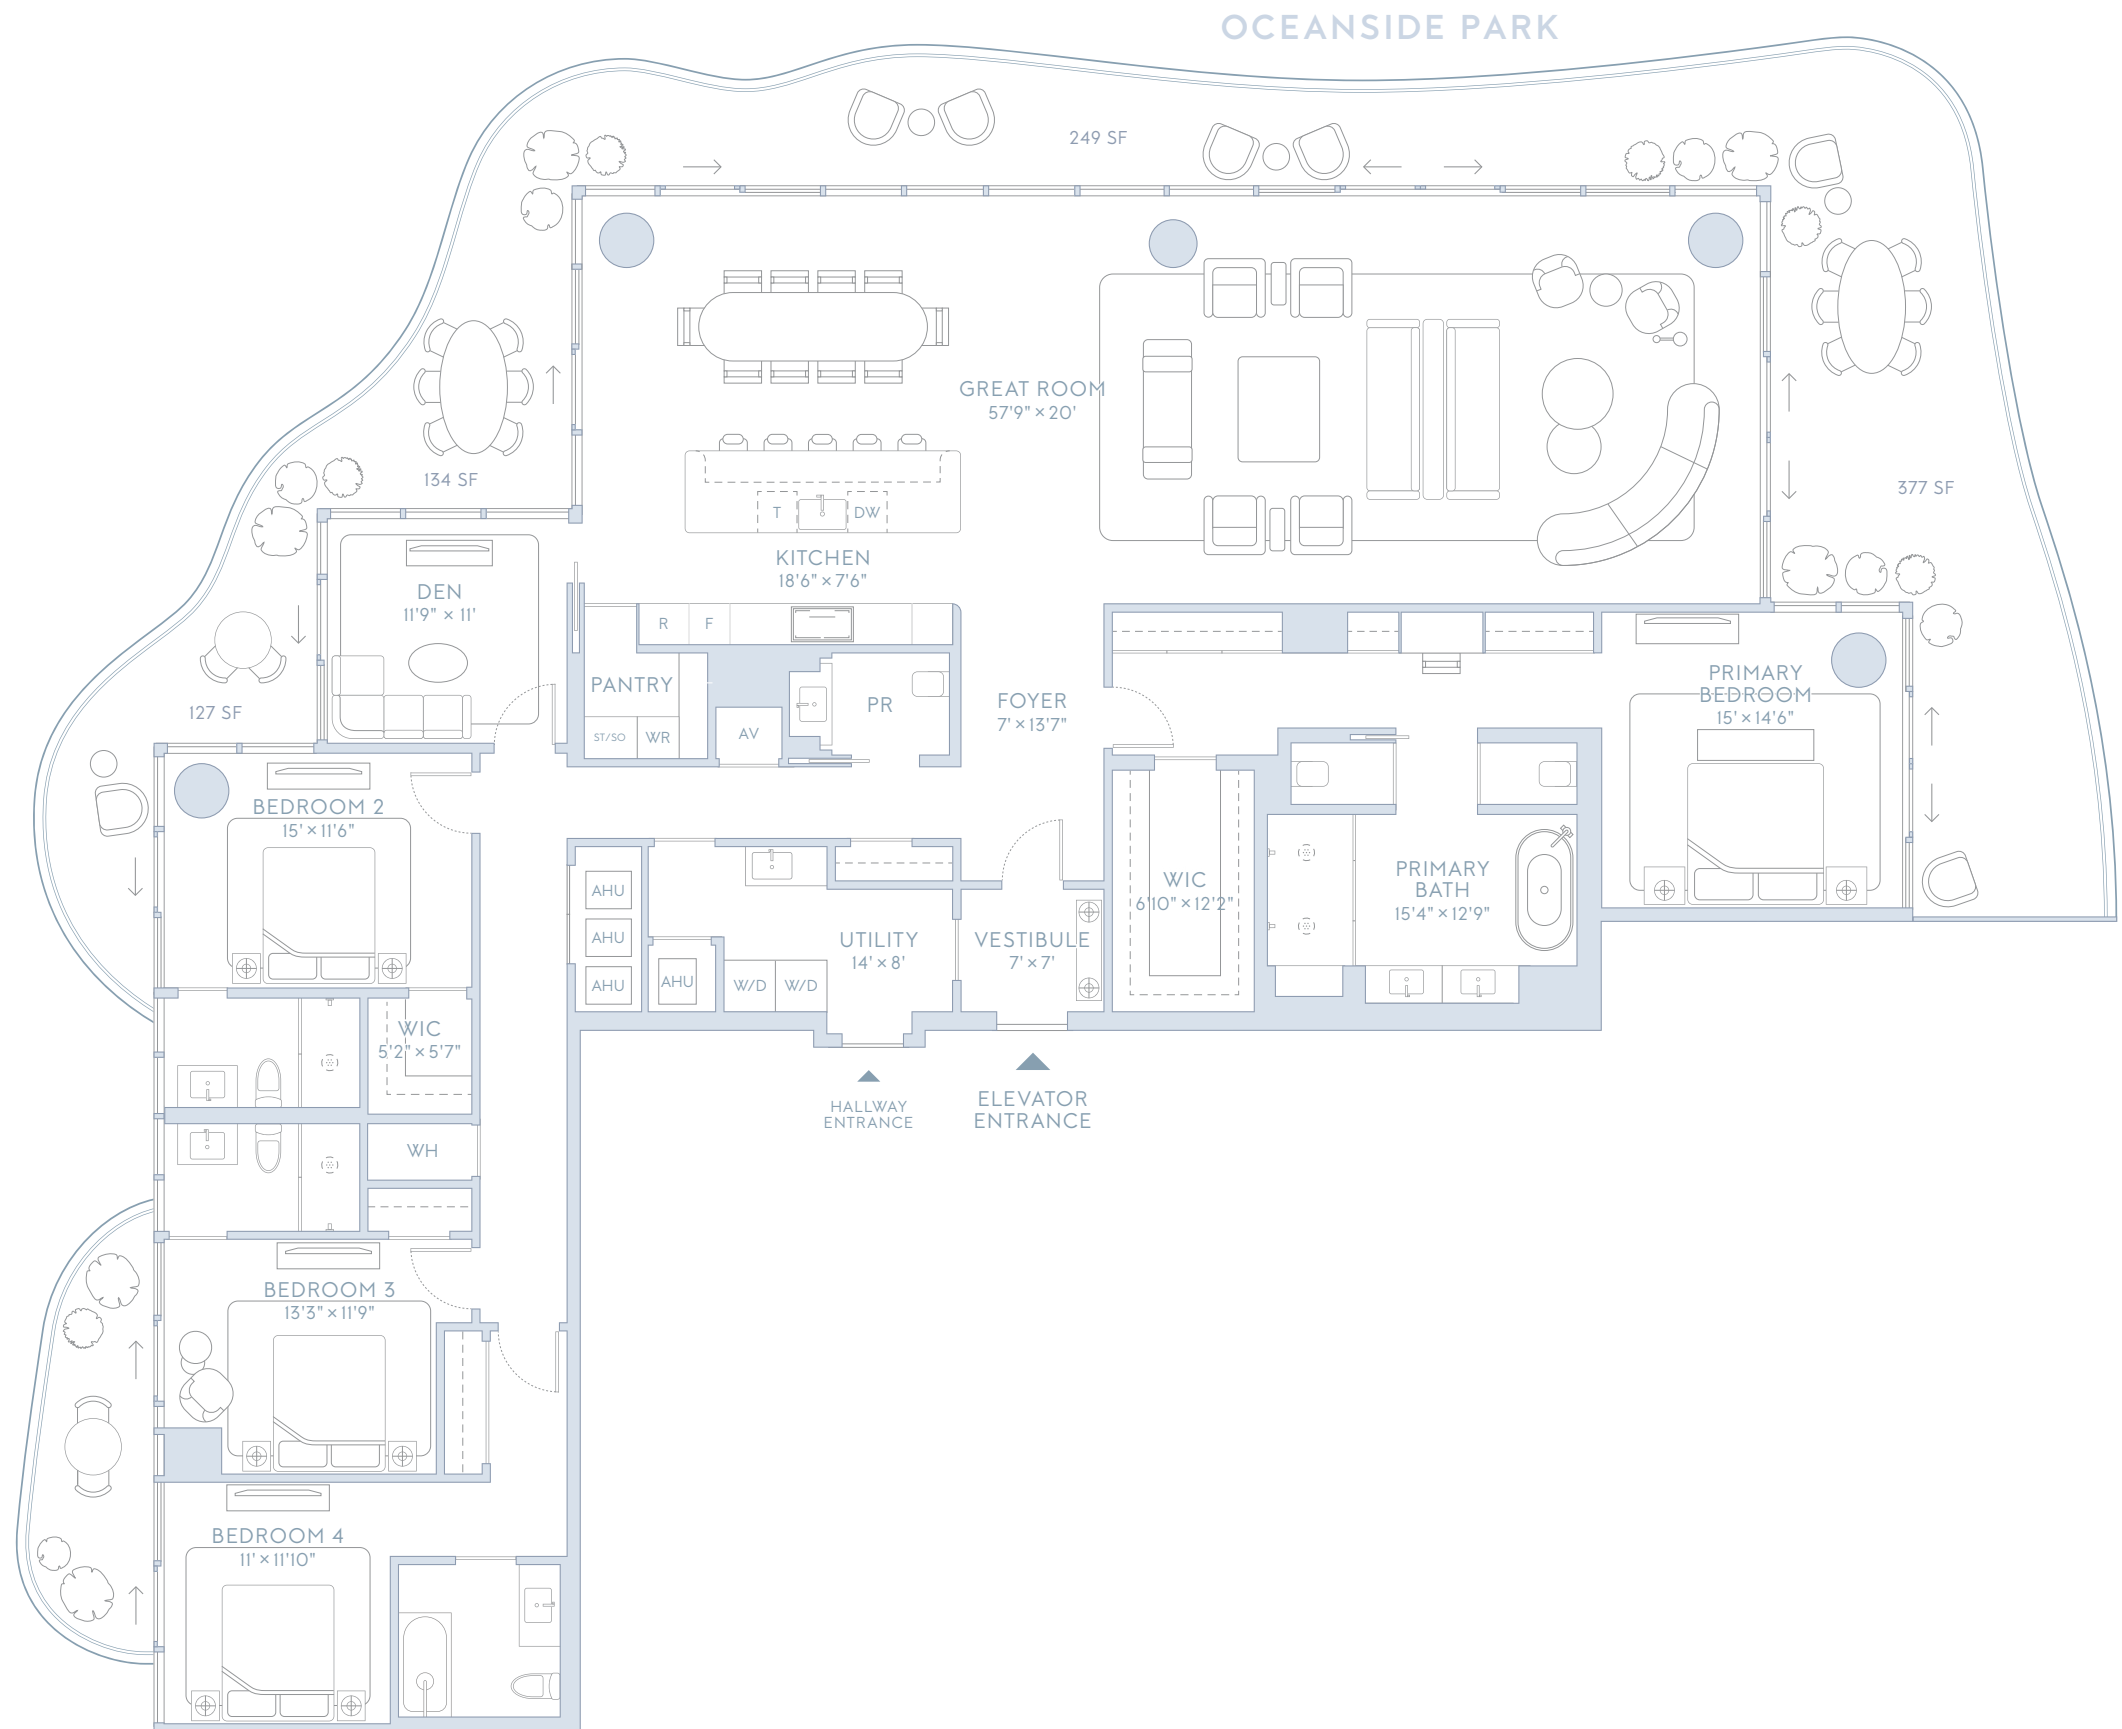 OCEANSIDE PARK
249 SF
GREAT ROOM
57'9" × 20'
134 SF
377 SF
T
DW
KITCHEN
18'6" × 7'6"
DEN
11'9" × 11'
R
F
PANTRY
ST/SO
WR
AV
PR
FOYER
7' × 13'7"
PRIMARY
BEDROOM
15' × 14'6"
127 SF
BEDROOM 2
15' × 11'6"
AHU
AHU
AHU
AHU
W/D
W/D
UTILITY
14' × 8'
VESTIBULE
7' × 7'
WIC
6'10" × 12'2"
PRIMARY
BATH
15'4" × 12'9"
WIC
5'2" × 5'7"
HALLWAY
ENTRANCE
ELEVATOR
ENTRANCE
WH
BEDROOM 3
13'3" × 11'9"
BEDROOM 4
11' × 11'10"